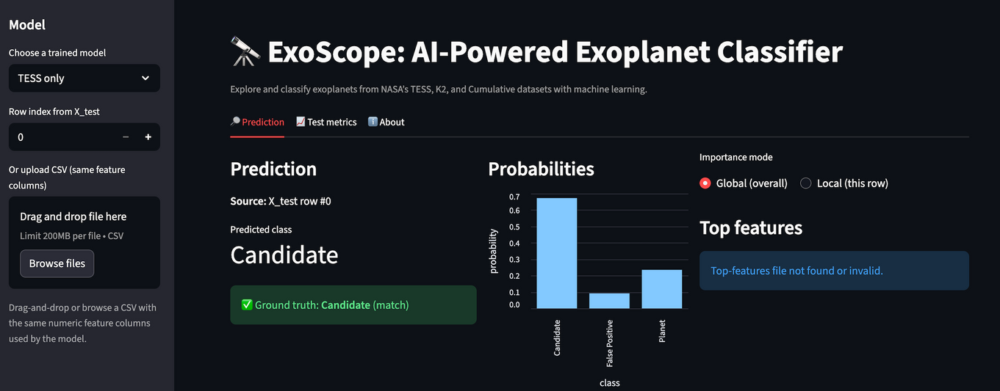 Model
Choose a trained model
TESS only
Row index from X_test
0
− +
Or upload CSV (same feature
columns)
Drag and drop file here
Limit 200MB per file • CSV
Browse files
Drag-and-drop or browse a CSV with
the same numeric feature columns
used by the model.
ExoScope: AI-Powered Exoplanet Classifier
Explore and classify exoplanets from NASA's TESS, K2, and Cumulative datasets with machine learning.
Prediction
Test metrics
About
Prediction
Source: X_test row #0
Predicted class
Candidate
✅ Ground truth: Candidate (match)
Probabilities
probability
0.7
0.6
0.5
0.4
0.3
0.2
0.1
0.0
Candidate
False Positive
Planet
class
Importance mode
Global (overall)
Local (this row)
Top features
Top-features file not found or invalid.